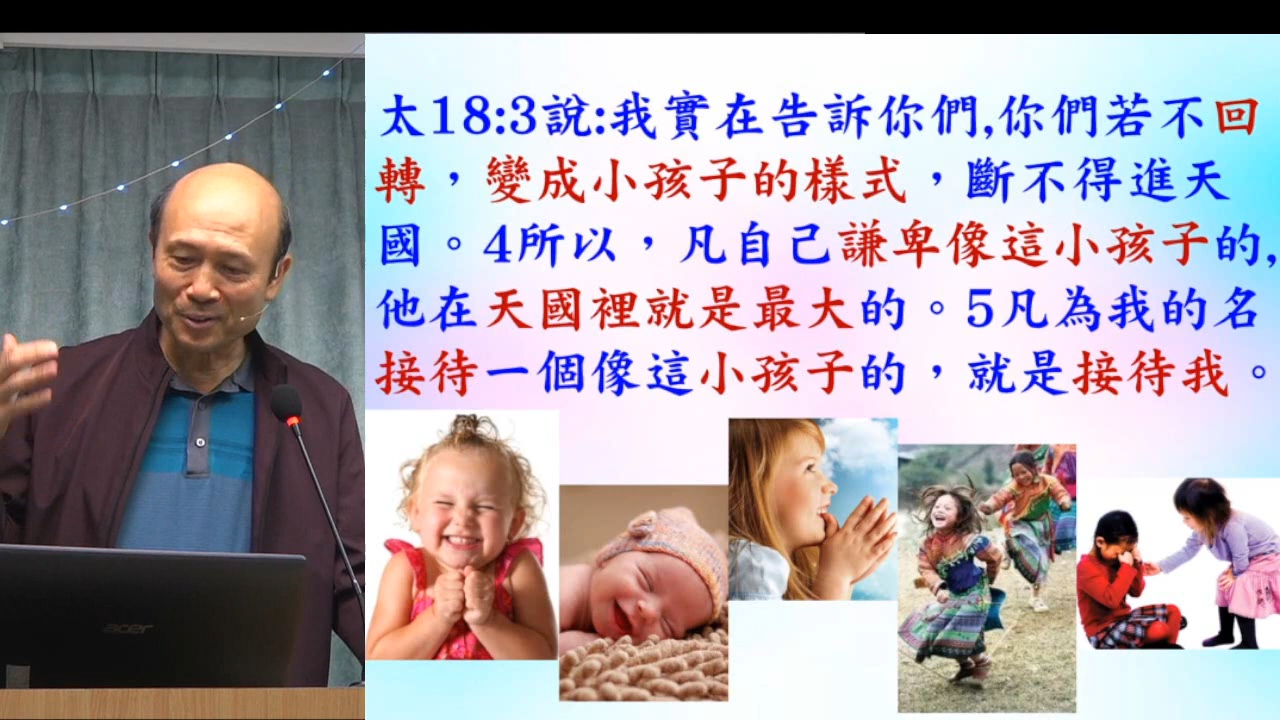 太18:3說:我實在告訴你們,你們若不回
轉，變成小孩子的樣式，斷不得進天
國。4所以，凡自己謙卑像這小孩子的,
他在天國裡就是最大的。5凡為我的名
接待一個像這小孩子的，就是接待我。
acer